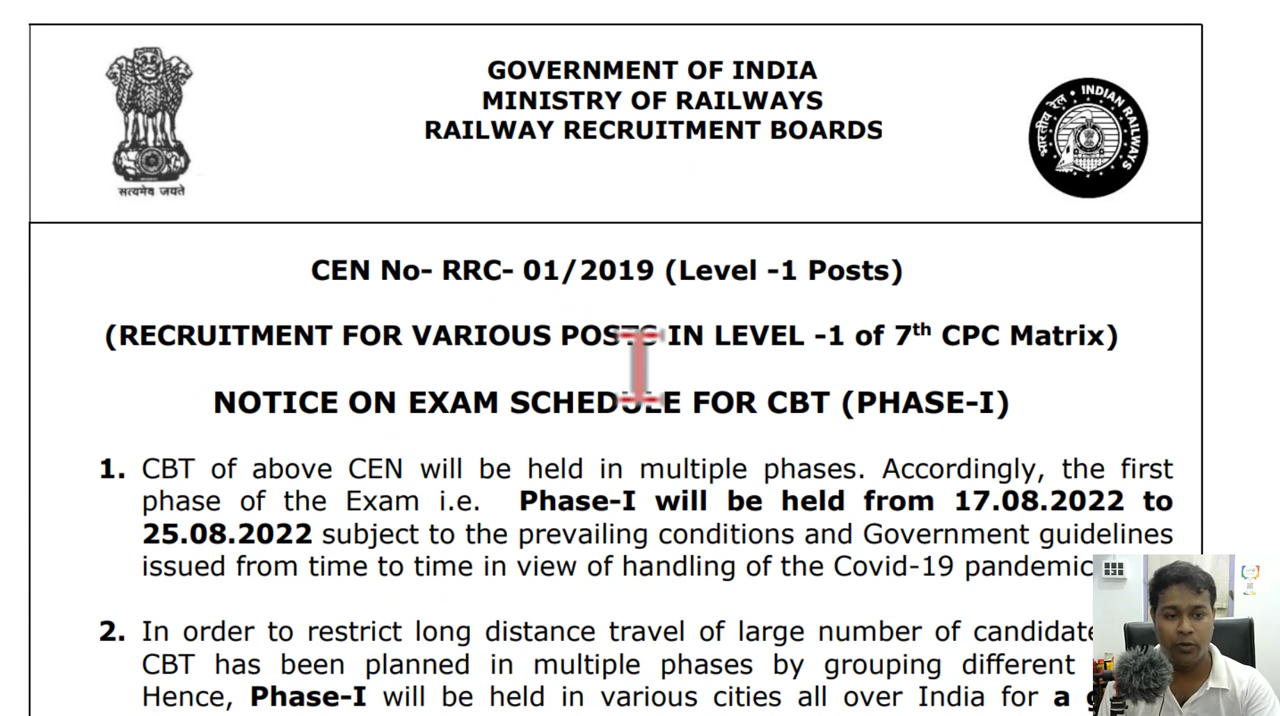 सत्यमेव जयते
GOVERNMENT OF INDIA
MINISTRY OF RAILWAYS
RAILWAY RECRUITMENT BOARDS
भारतीय रेल • INDIAN RAILWAYS
CEN No- RRC- 01/2019 (Level -1 Posts)
(RECRUITMENT FOR VARIOUS POSTS IN LEVEL -1 of 7th CPC Matrix)
NOTICE ON EXAM SCHEDULE FOR CBT (PHASE-I)
1. CBT of above CEN will be held in multiple phases. Accordingly, the first
phase of the Exam i.e. Phase-I will be held from 17.08.2022 to
25.08.2022 subject to the prevailing conditions and Government guidelines
issued from time to time in view of handling of the Covid-19 pandemic
2. In order to restrict long distance travel of large number of
CBT has been planned in multiple phases by grouping different
Hence, Phase-I will be held in various cities all over India for a